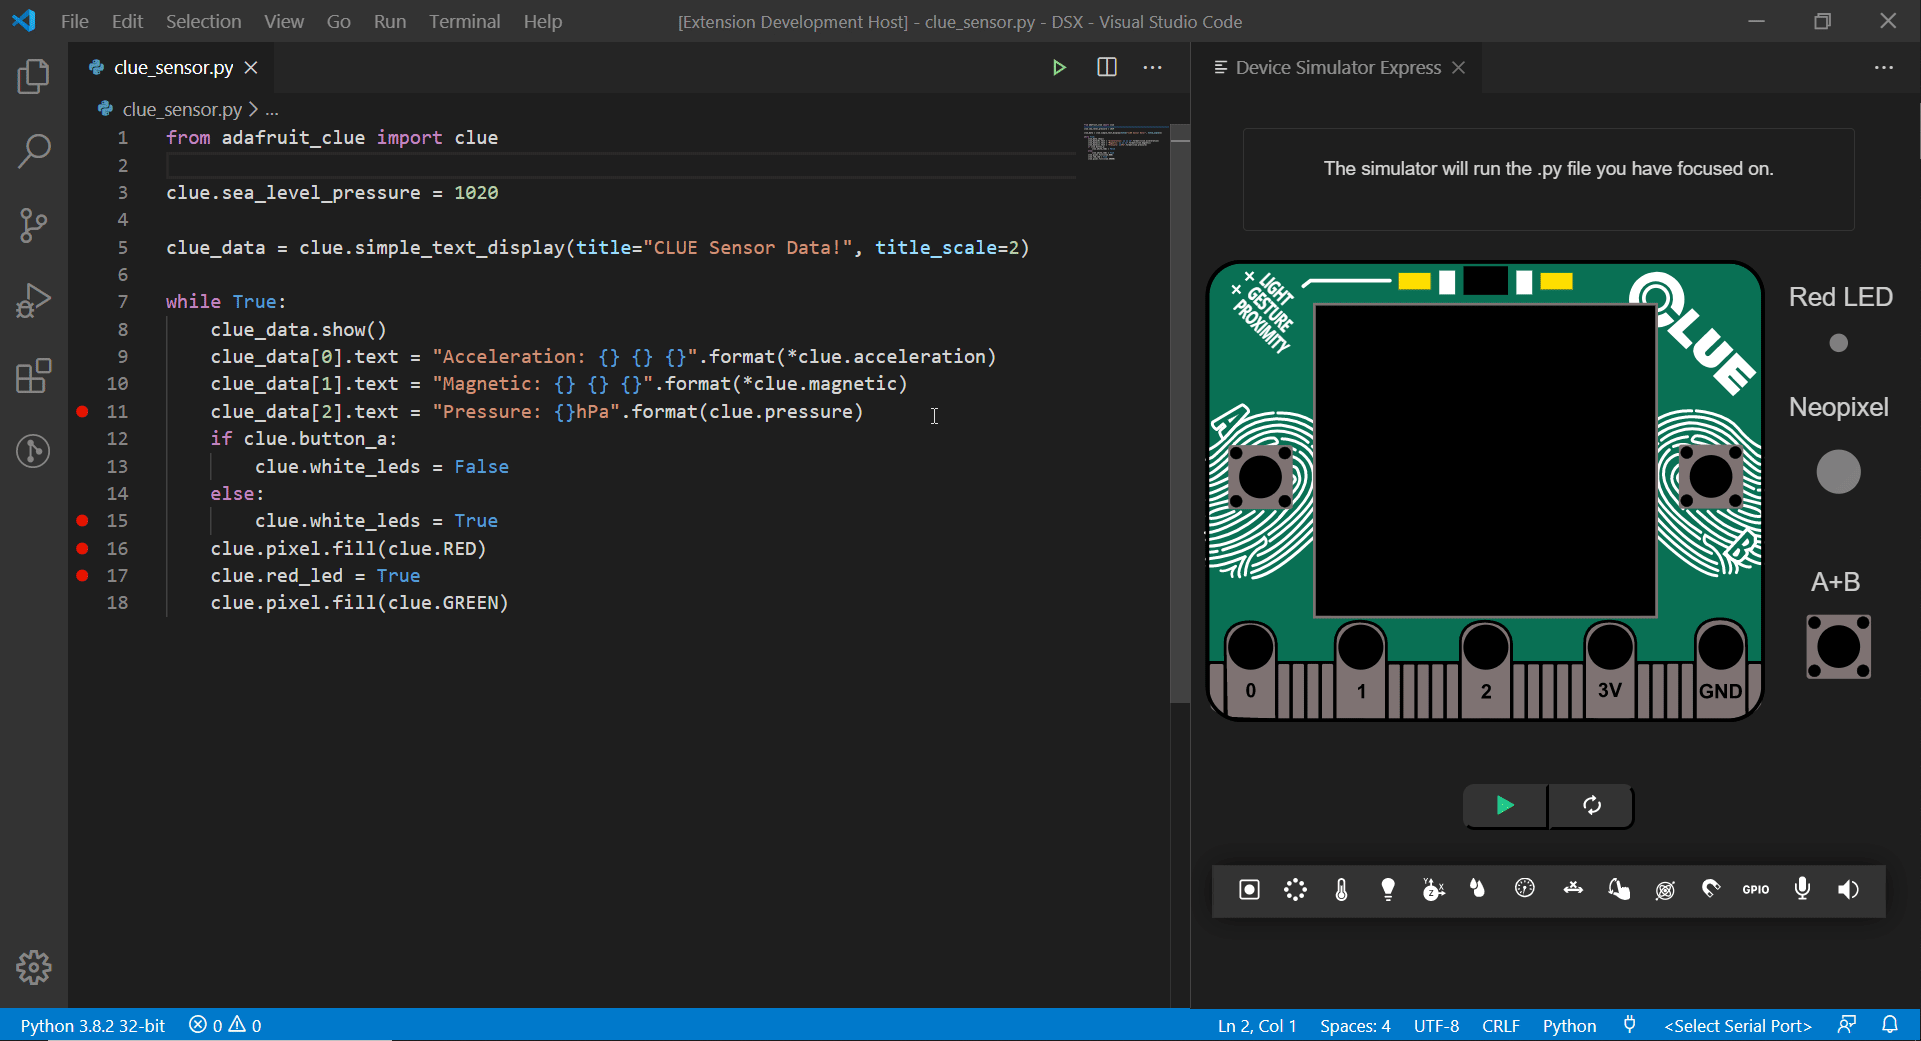 File Edit Selection View Go Run Terminal Help [Extension Development Host] - clue_sensor.py - DSX - Visual Studio Code
clue_sensor.py
clue_sensor.py > ...
1 from adafruit_clue import clue
2
3 clue.sea_level_pressure = 1020
4
5 clue_data = clue.simple_text_display(title="CLUE Sensor Data!", title_scale=2)
6
7 while True:
8 clue_data.show()
9 clue_data[0].text = "Acceleration: {} {} {}".format(*clue.acceleration)
10 clue_data[1].text = "Magnetic: {} {} {}".format(*clue.magnetic)
11 clue_data[2].text = "Pressure: {}hPa".format(clue.pressure)
12 if clue.button_a:
13 clue.white_leds = False
14 else:
15 clue.white_leds = True
16 clue.pixel.fill(clue.RED)
17 clue.red_led = True
18 clue.pixel.fill(clue.GREEN)
Device Simulator Express
The simulator will run the .py file you have focused on.
LIGHT
GESTURE
PROXIMITY
CLUE
A
B
0 1 2 3V GND
Red LED
Neopixel
A+B
Y X Z
GPIO
Python 3.8.2 32-bit 0 0 Ln 2, Col 1 Spaces: 4 UTF-8 CRLF Python <Select Serial Port>